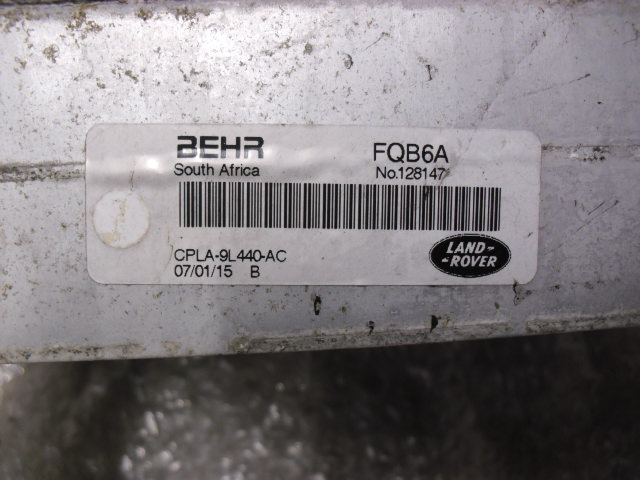 BEHR
South Africa
FQB6A
No.128147
CPLA-9L440-AC
07/01/15 B
LAND-
-ROVER